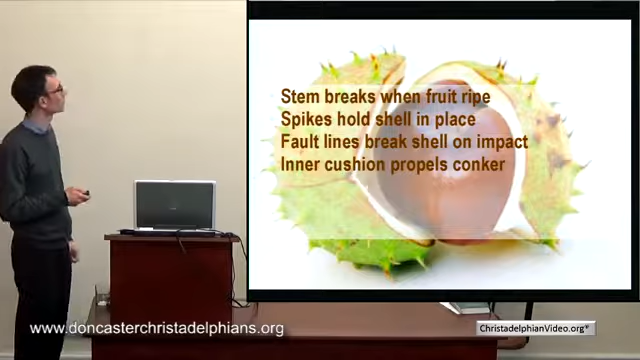 Stem breaks when fruit ripe
Spikes hold shell in place
Fault lines break shell on impact
Inner cushion propels conker
www.doncasterchristadelphians.org
ChristadelphianVideo.org®